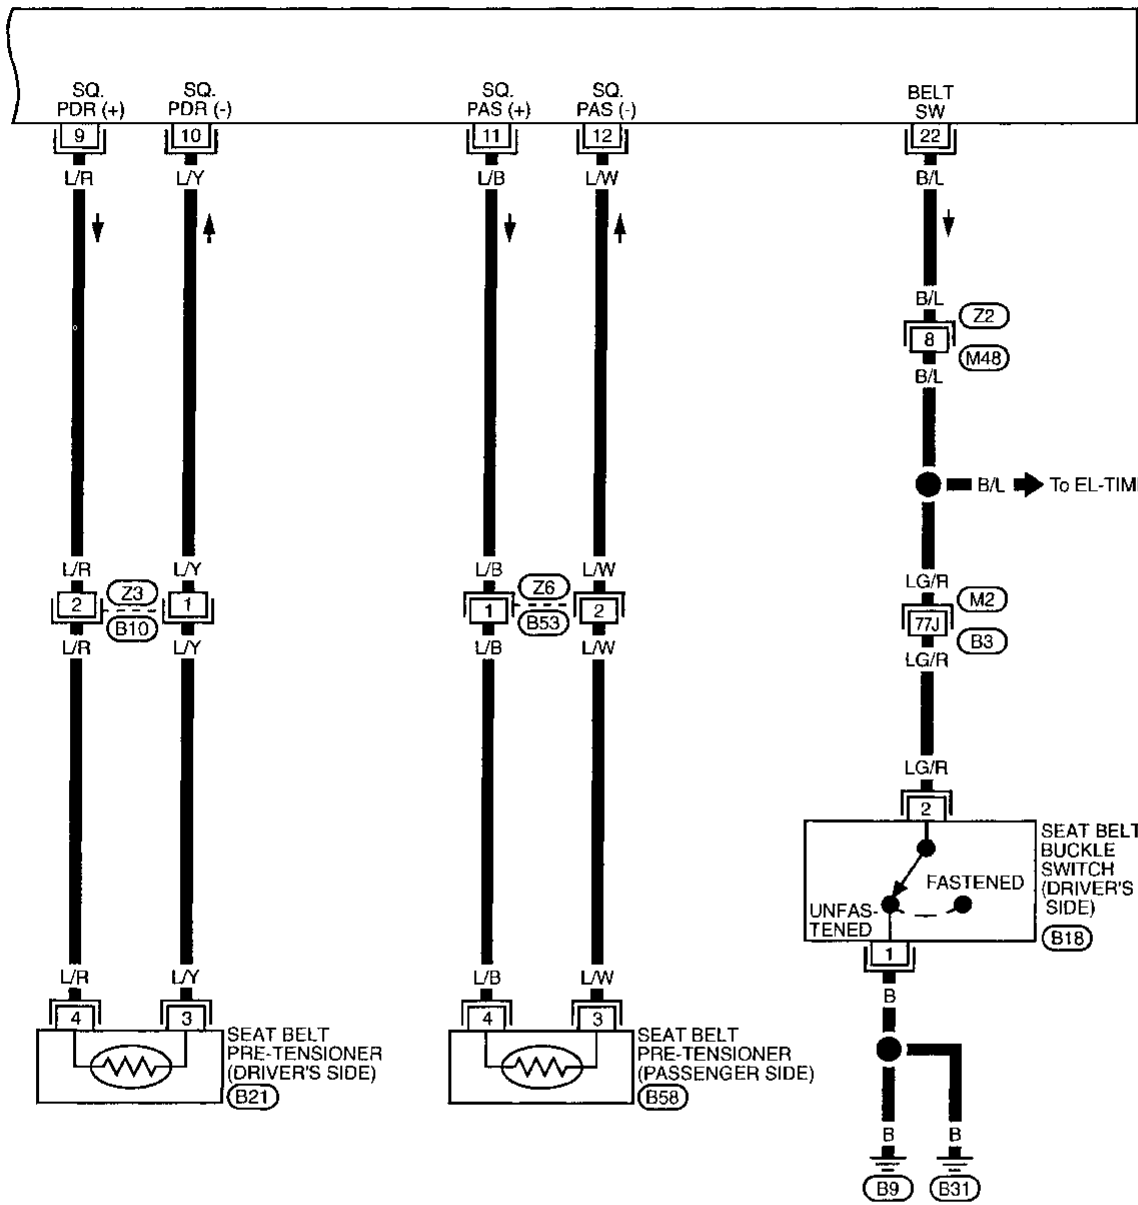 SQ.
PDR (+)
SQ.
PDR (-)
SQ.
PAS (+)
SQ.
PAS (-)
BELT
SW
9
10
11
12
22
L/R
L/Y
L/B
L/W
B/L
B/L
Z2
8
M48
B/L
B/L
To EL-TIM
L/R
L/Y
L/B
L/W
LG/R
2
Z3
1
1
Z6
2
M2
77J
B10
B53
B3
L/R
L/Y
L/B
L/W
LG/R
LG/R
2
SEAT BELT
BUCKLE
SWITCH
(DRIVER'S
SIDE)
B18
FASTENED
UNFAS-
TENED
1
L/R
L/Y
L/B
L/W
B
4
3
4
3
SEAT BELT
PRE-TENSIONER
(DRIVER'S SIDE)
B21
SEAT BELT
PRE-TENSIONER
(PASSENGER SIDE)
B58
B
B
B9
B31